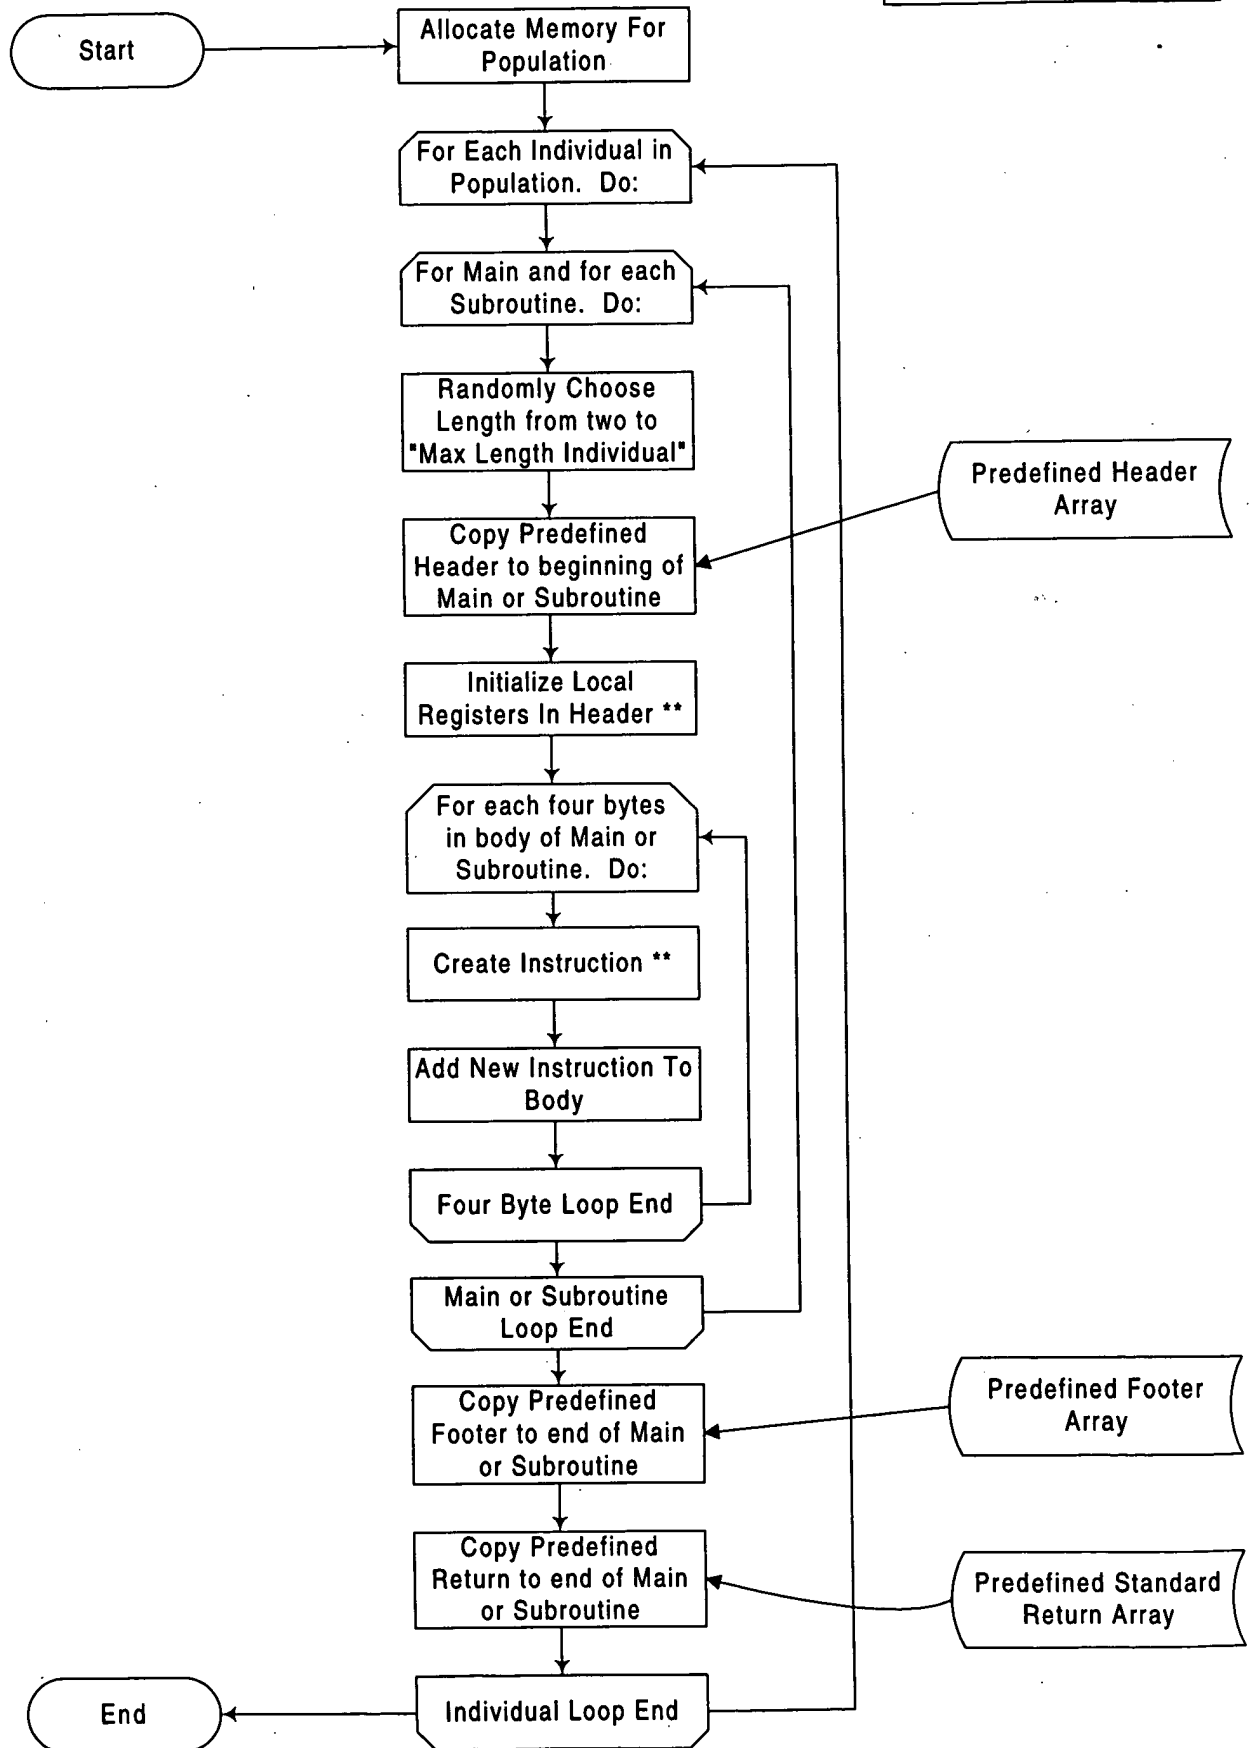 Start
Allocate Memory For
Population
For Each Individual in
Population. Do:
For Main and for each
Subroutine. Do:
Randomly Choose
Length from two to
"Max Length Individual"
Predefined Header
Array
Copy Predefined
Header to beginning of
Main or Subroutine
Initialize Local
Registers In Header **
For each four bytes
in body of Main or
Subroutine. Do:
Create Instruction **
Add New Instruction To
Body
Four Byte Loop End
Main or Subroutine
Loop End
Copy Predefined
Footer to end of Main
or Subroutine
Predefined Footer
Array
Copy Predefined
Return to end of Main
or Subroutine
Predefined Standard
Return Array
Individual Loop End
End